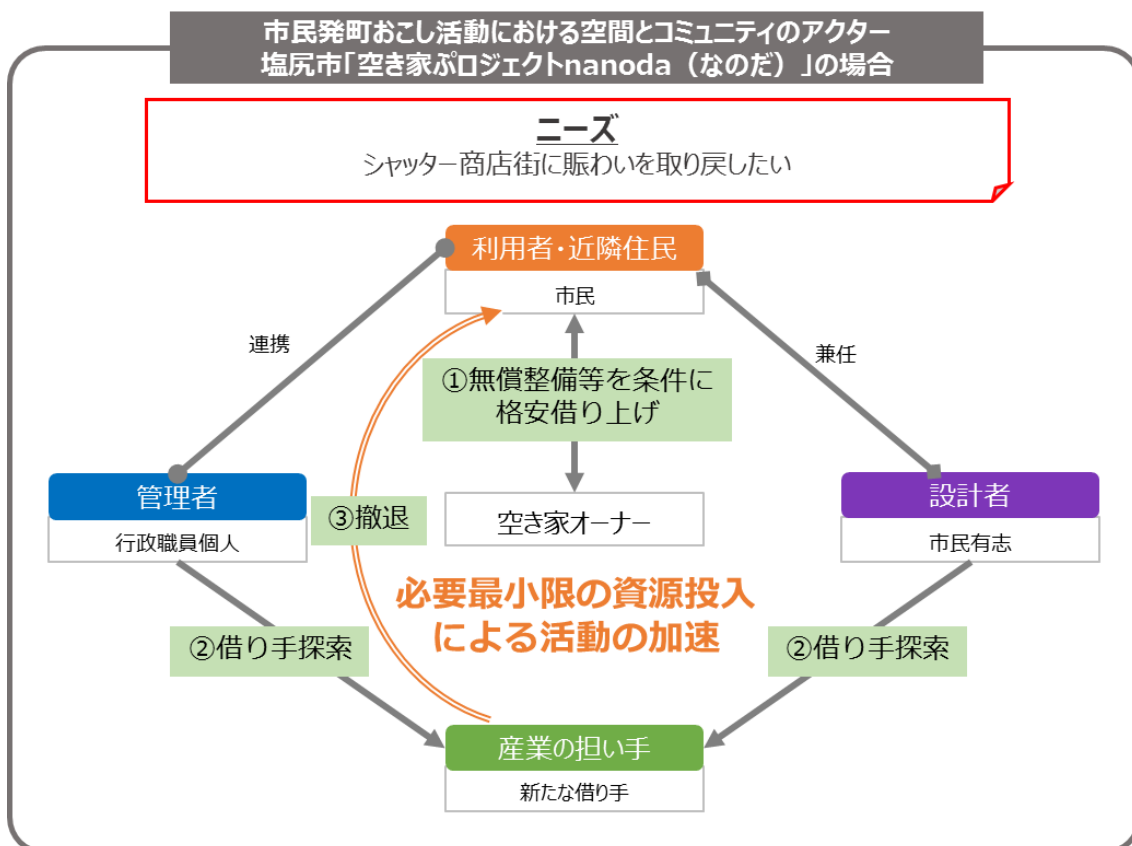 市民発町おこし活動における空間とコミュニティのアクター
塩尻市「空き家ぷロジェクトnanoda（なのだ）」の場合
ニーズ
シャッター商店街に賑わいを取り戻したい
利用者・近隣住民
市民
連携
兼任
①無償整備等を条件に
格安借り上げ
管理者
行政職員個人
③撤退
空き家オーナー
設計者
市民有志
必要最小限の資源投入
による活動の加速
②借り手探索
②借り手探索
産業の担い手
新たな借り手